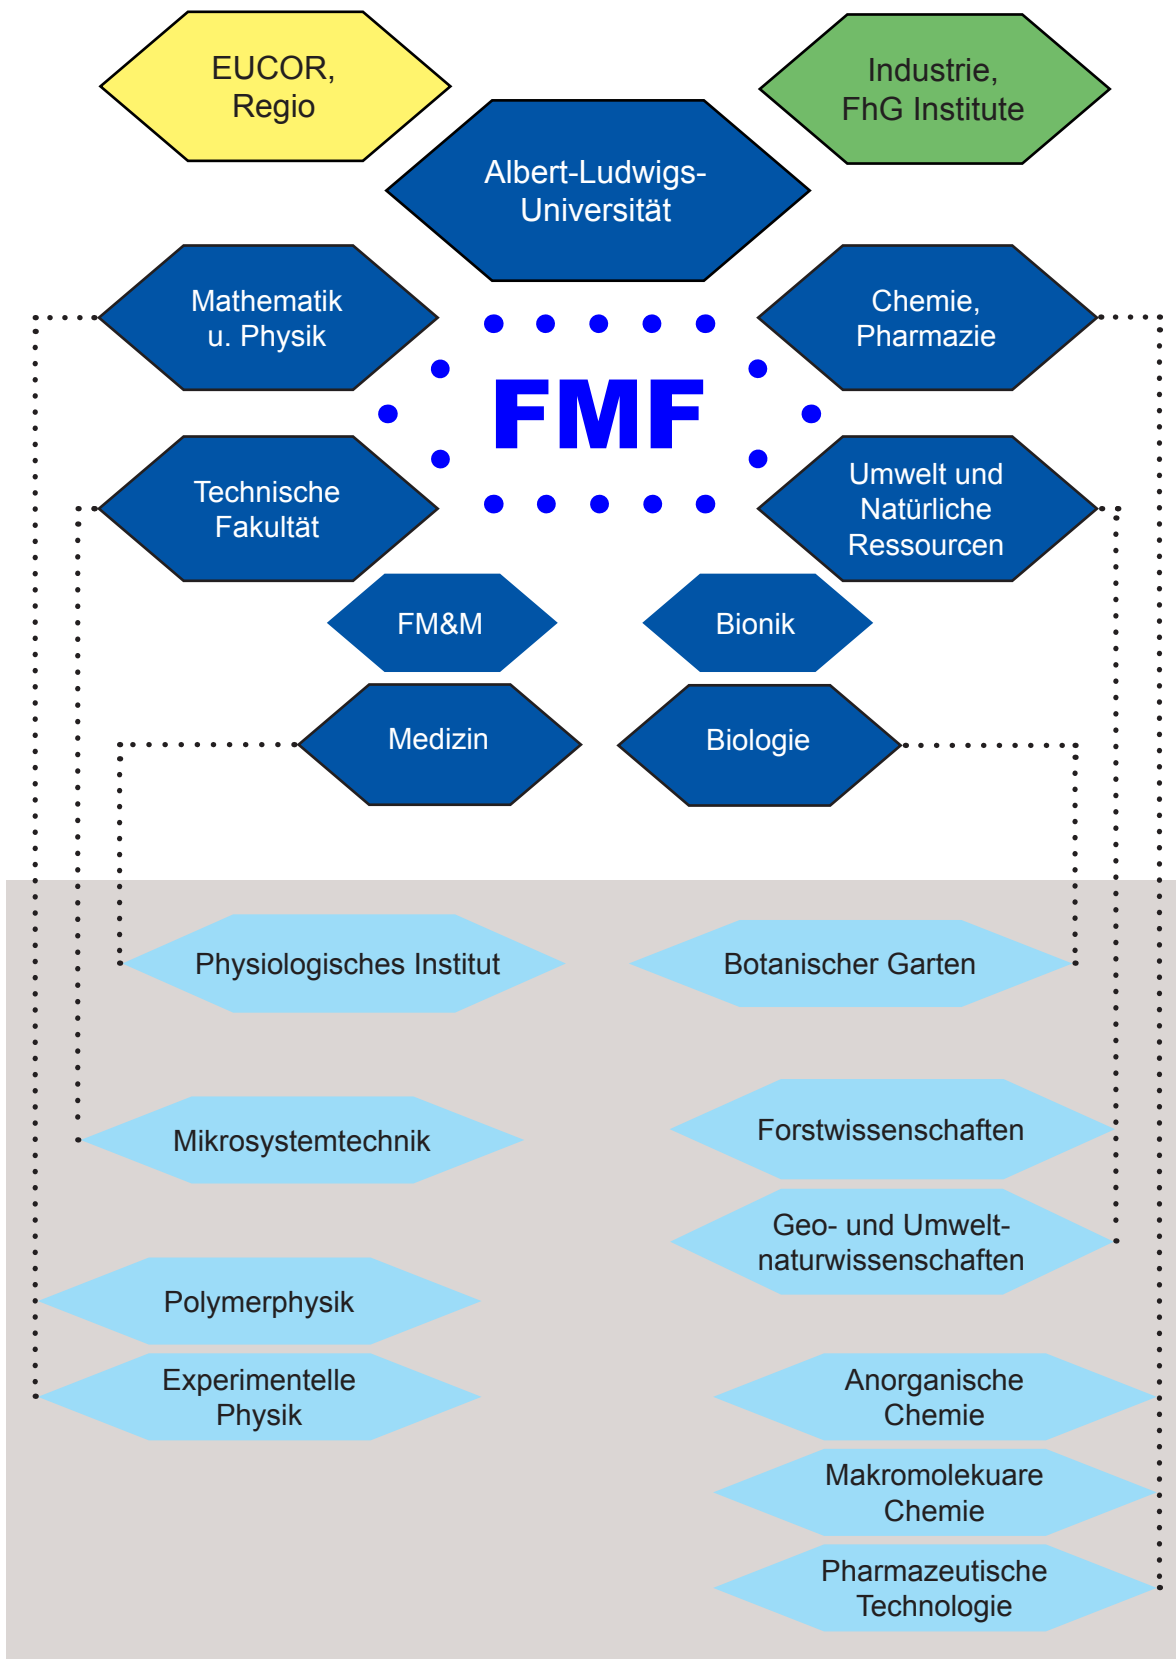 EUCOR,
Regio
Industrie,
FhG Institute
Albert-Ludwigs-
Universität
Mathematik
u. Physik
Chemie,
Pharmazie
FMF
Technische
Fakultät
Umwelt und
Natürliche
Ressourcen
FM&M
Bionik
Medizin
Biologie
Physiologisches Institut
Botanischer Garten
Mikrosystemtechnik
Forstwissenschaften
Geo- und Umwelt-
naturwissenschaften
Polymerphysik
Experimentelle
Physik
Anorganische
Chemie
Makromolekuare
Chemie
Pharmazeutische
Technologie